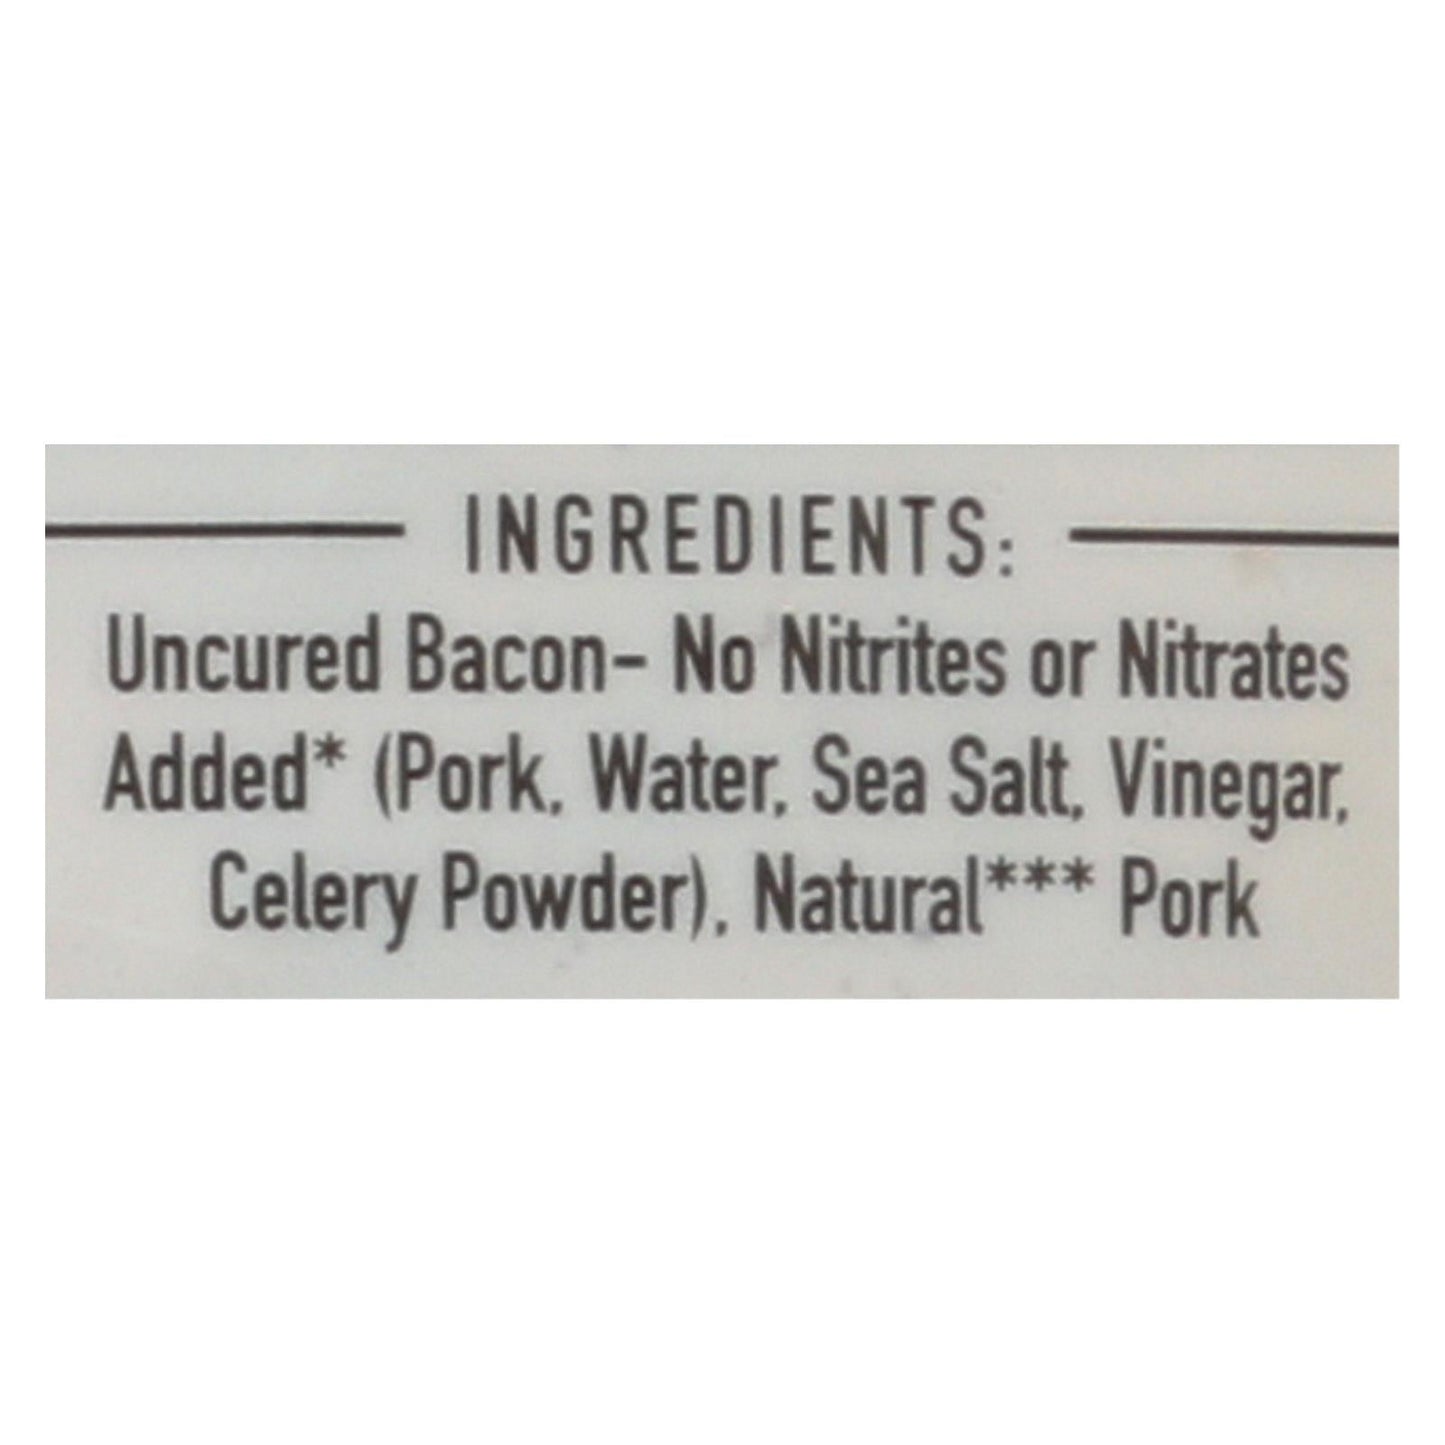 INGREDIENTS:
Uncured Bacon– No Nitrites or Nitrates
Added* (Pork, Water, Sea Salt, Vinegar,
Celery Powder), Natural*** Pork